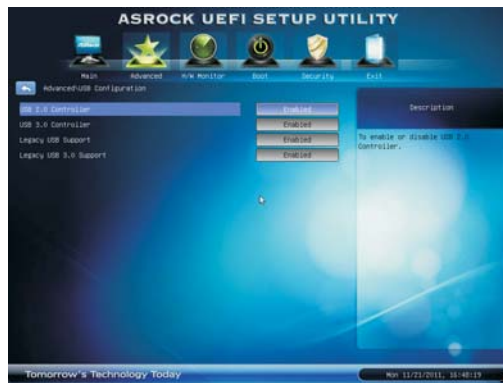 ASROCK UEFI SETUP UTILITY
Main Advanced H/W Monitor Boot Security Exit
Advanced\USB Configuration
USB 2.0 Controller Enabled
USB 3.0 Controller Enabled
Legacy USB Support Enabled
Legacy USB 3.0 Support Enabled
Description
To enable or disable USB 2.0
Controller.
Tomorrow's Technology Today
Mon 11/21/2011, 16:48:19